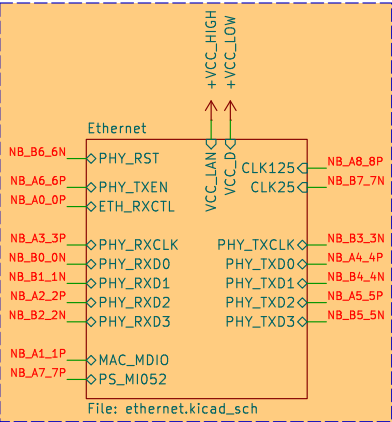 +VCC_HIGH
+VCC_LOW
Ethernet
VCC_LAN
VCC_D
NB_B6_6N PHY_RST
CLK125 NB_A8_8P
NB_A6_6P PHY_TXEN
CLK25 NB_B7_7N
NB_A0_0P ETH_RXCTL
NB_A3_3P PHY_RXCLK
PHY_TXCLK NB_B3_3N
NB_B0_0N PHY_RXD0
PHY_TXD0 NB_A4_4P
NB_B1_1N PHY_RXD1
PHY_TXD1 NB_B4_4N
NB_A2_2P PHY_RXD2
PHY_TXD2 NB_A5_5P
NB_B2_2N PHY_RXD3
PHY_TXD3 NB_B5_5N
NB_A1_1P MAC_MDIO
NB_A7_7P PS_MI052
File: ethernet.kicad_sch